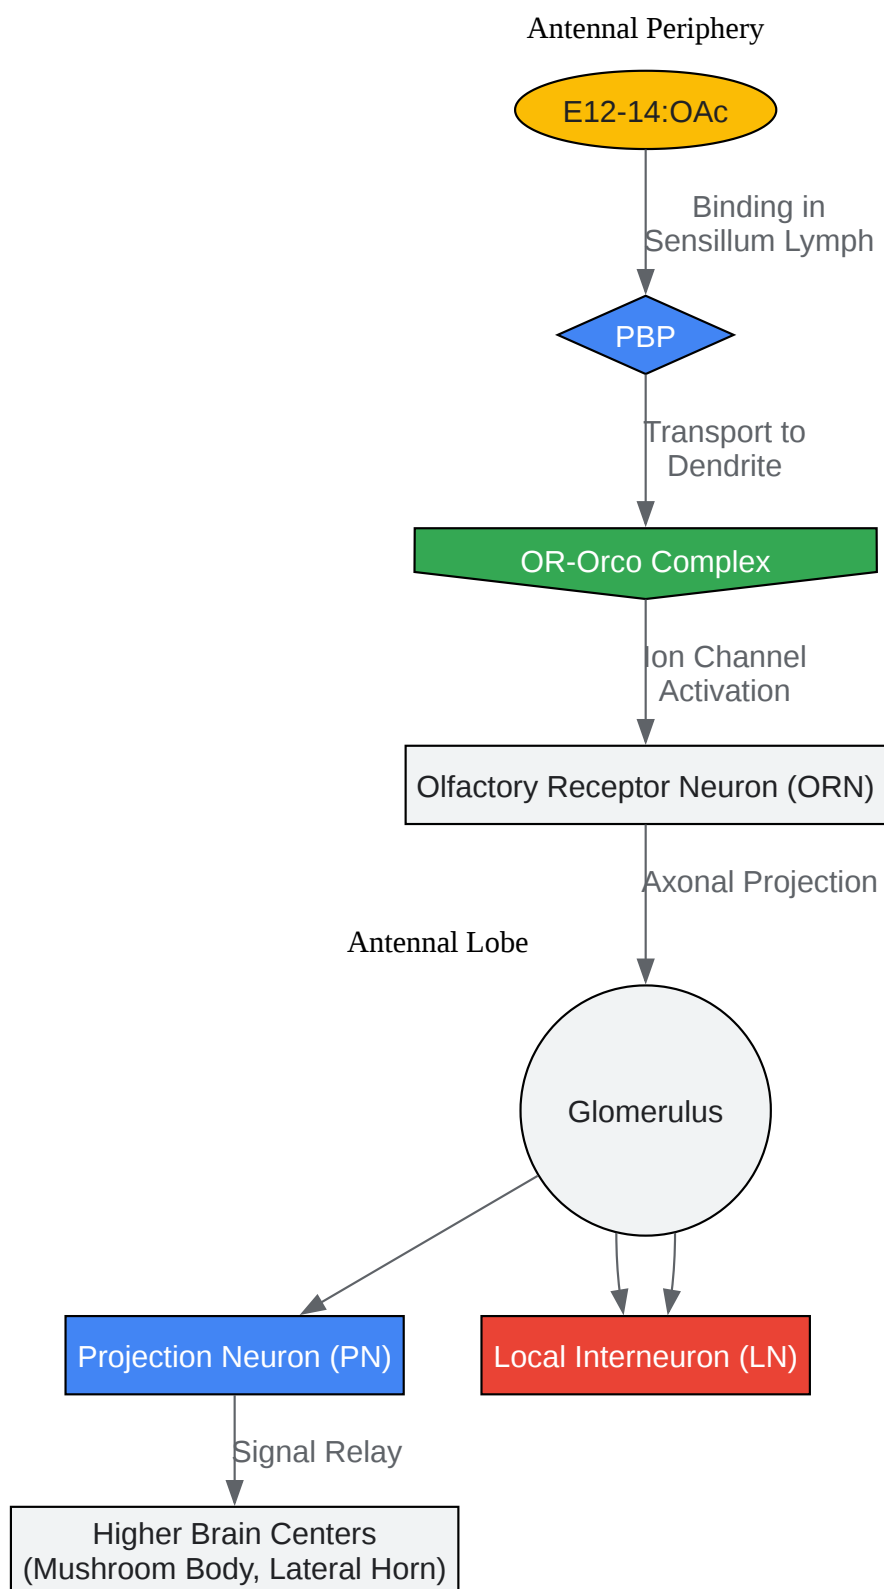 Antennal Periphery
E12-14:OAc
Binding in
Sensillum Lymph
PBP
Transport to
Dendrite
OR-Orco Complex
Ion Channel
Activation
Olfactory Receptor Neuron (ORN)
Axonal Projection
Antennal Lobe
Glomerulus
Projection Neuron (PN)
Local Interneuron (LN)
Signal Relay
Higher Brain Centers
(Mushroom Body, Lateral Horn)